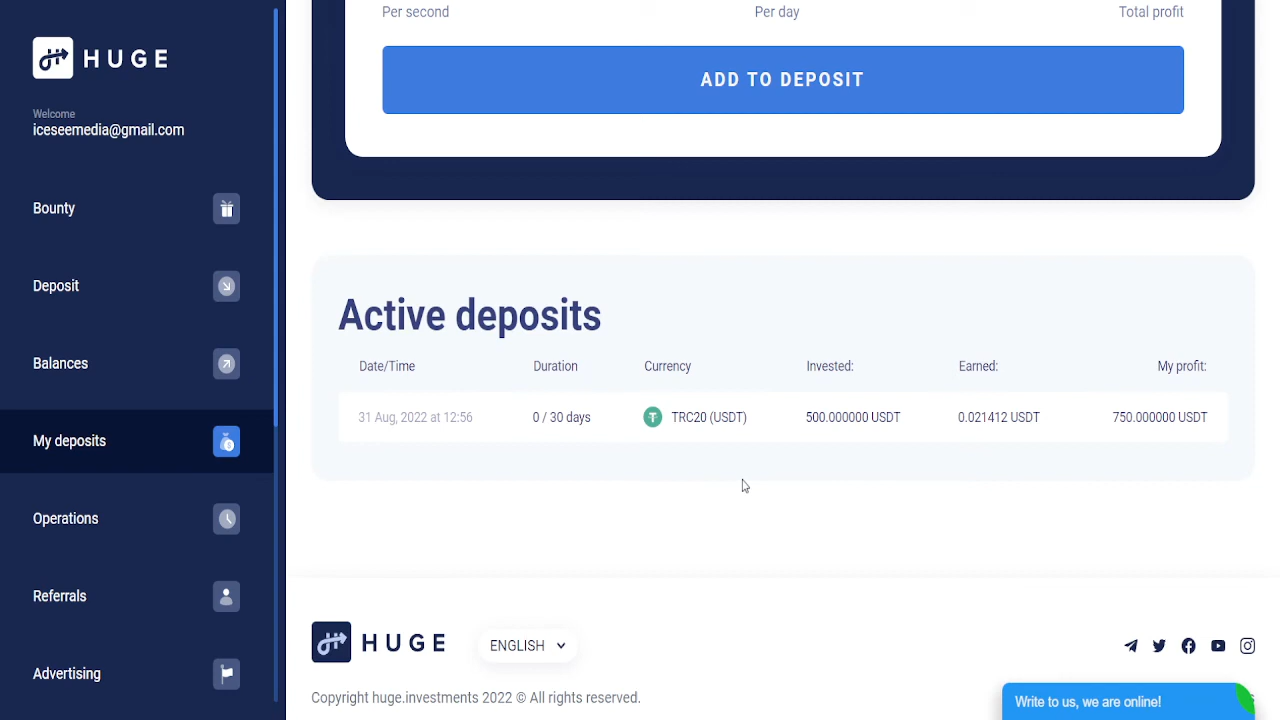 HUGE
Welcome
iceseemedia@gmail.com
Bounty
Deposit
Balances
My deposits
Operations
Referrals
Advertising
Per second Per day Total profit
ADD TO DEPOSIT
Active deposits
Date/Time Duration Currency Invested: Earned: My profit:
31 Aug, 2022 at 12:56 0 / 30 days TRC20 (USDT) 500.000000 USDT 0.021412 USDT 750.000000 USDT
HUGE ENGLISH
Copyright huge.investments 2022 © All rights reserved.
Write to us, we are online!